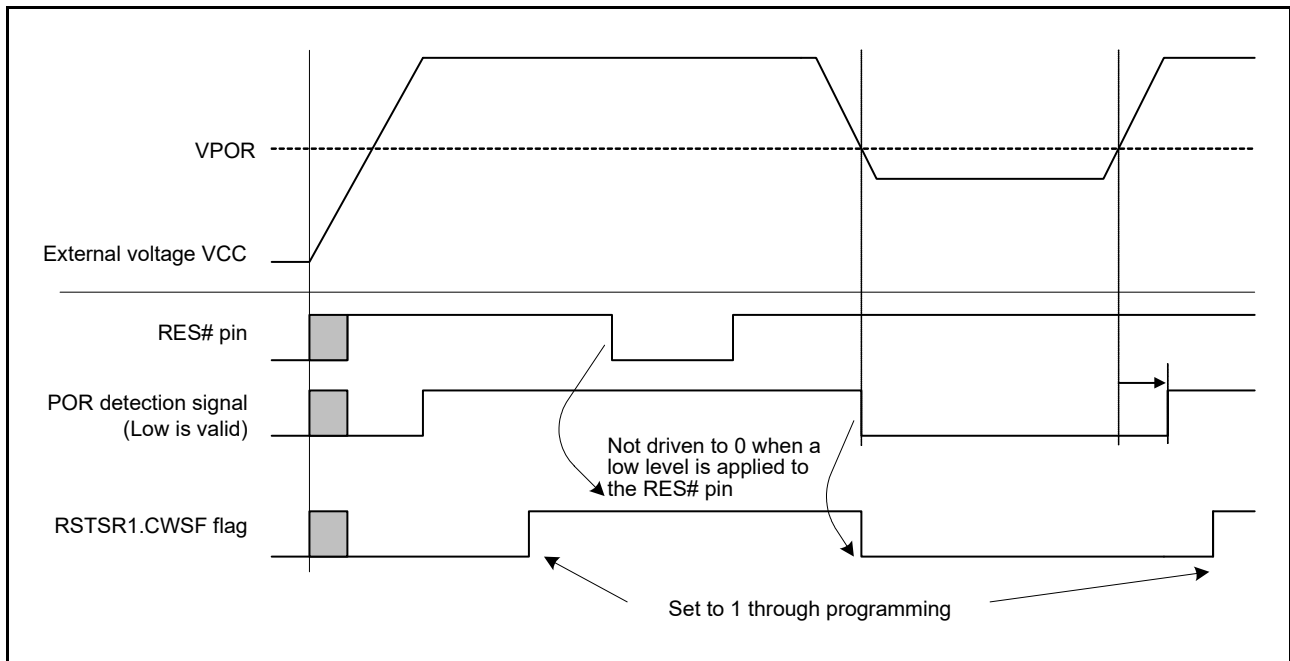 VPOR
External voltage VCC
RES# pin
POR detection signal
(Low is valid)
Not driven to 0 when a
low level is applied to
the RES# pin
RSTSR1.CWSF flag
Set to 1 through programming